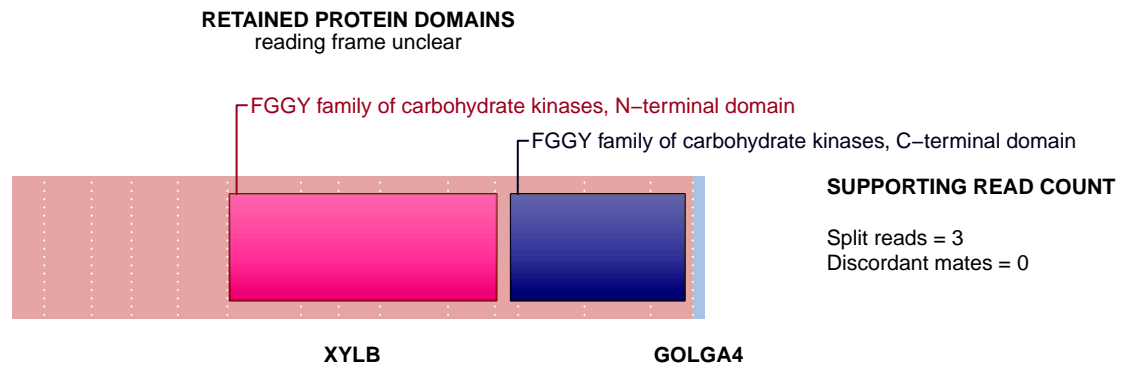 RETAINED PROTEIN DOMAINS
reading frame unclear
FGGY family of carbohydrate kinases, N−terminal domain
FGGY family of carbohydrate kinases, C−terminal domain
SUPPORTING READ COUNT
Split reads = 3
Discordant mates = 0
XYLB
GOLGA4